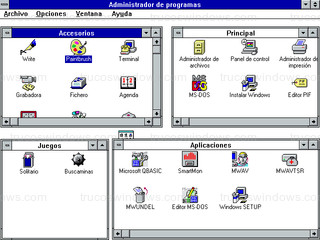 Administrador de programas
Archivo Opciones Ventana Ayuda
Accesorios
Write Paintbrush Terminal
Grabadora Fichero Agenda
Principal
Administrador de archivos Panel de control Administrador de impresión
MS-DOS Instalar Windows Editor PIF
Juegos
Solitario Buscaminas
Aplicaciones
Microsoft QBASIC SmartMon MWAV MWAVTSR
MWUNDEL Editor MS-DOS Windows SETUP
trucoswindows.com